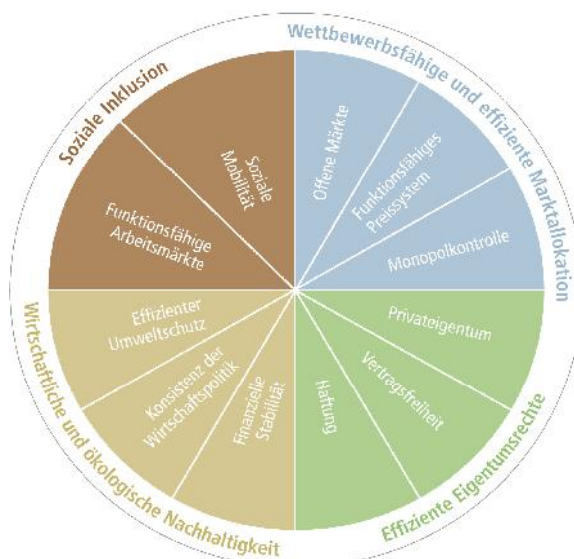 Soziale Inklusion
Wettbewerbsfähige und effiziente Marktallokation
Soziale
Mobilität
Funktionsfähige
Arbeitsmärkte
Offene Märkte
Funktionsfähiges
Preissystem
Monopolkontrolle
Effizienter
Umweltschutz
Konsistenz der
Wirtschaftspolitik
Finanzielle
Stabilität
Privateigentum
Vertragsfreiheit
Haftung
Wirtschaftliche und ökologische Nachhaltigkeit
Effiziente Eigentumsrechte